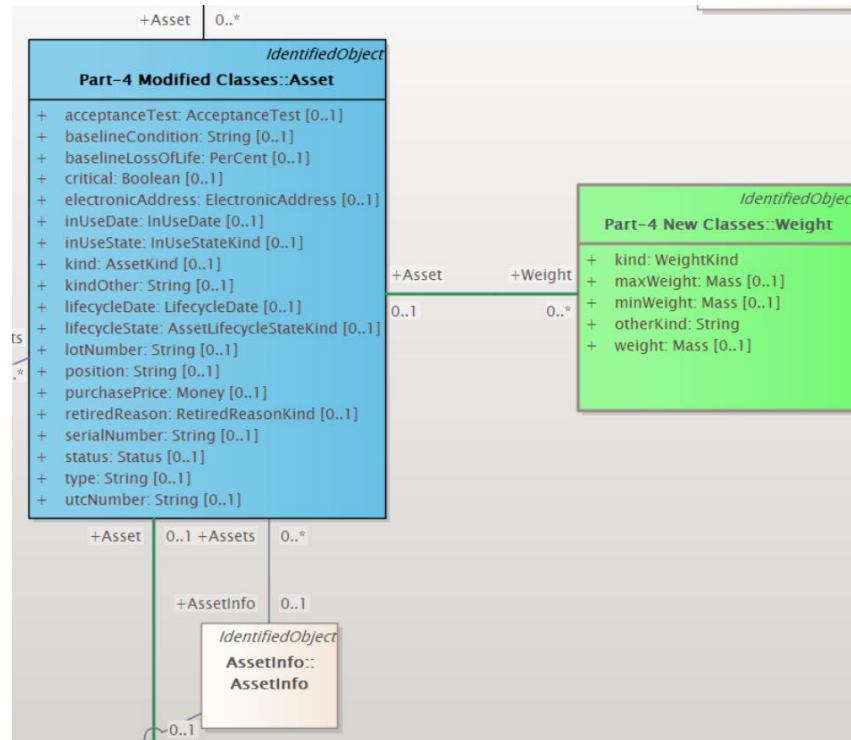 +Asset 0..*
IdentifiedObject
Part-4 Modified Classes::Asset
+ acceptanceTest: AcceptanceTest [0..1]
+ baselineCondition: String [0..1]
+ baselineLossOfLife: PerCent [0..1]
+ critical: Boolean [0..1]
+ electronicAddress: ElectronicAddress [0..1]
+ inUseDate: InUseDate [0..1]
+ inUseState: InUseStateKind [0..1]
+ kind: AssetKind [0..1]
+ kindOther: String [0..1]
+ lifecycleDate: LifecycleDate [0..1]
+ lifecycleState: AssetLifecycleStateKind [0..1]
+ lotNumber: String [0..1]
+ position: String [0..1]
+ purchasePrice: Money [0..1]
+ retiredReason: RetiredReasonKind [0..1]
+ serialNumber: String [0..1]
+ status: Status [0..1]
+ type: String [0..1]
+ utcNumber: String [0..1]
ts
.*
+Asset +Weight
0..1 0..*
IdentifiedObjec
Part-4 New Classes::Weight
+ kind: WeightKind
+ maxWeight: Mass [0..1]
+ minWeight: Mass [0..1]
+ otherKind: String
+ weight: Mass [0..1]
+Asset 0..1 +Assets 0..*
+AssetInfo 0..1
IdentifiedObject
AssetInfo::
AssetInfo
0..1